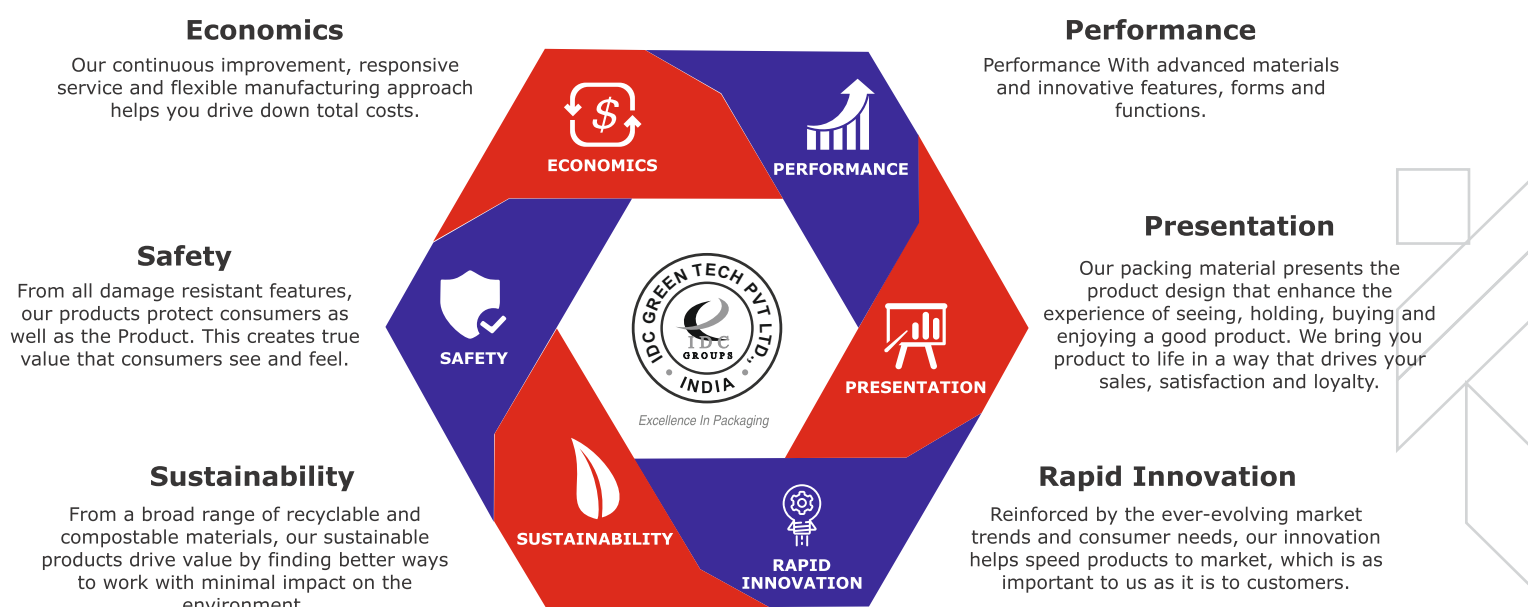 Economics
Our continuous improvement, responsive
service and flexible manufacturing approach
helps you drive down total costs.
Performance
Performance With advanced materials
and innovative features, forms and
functions.
Safety
From all damage resistant features,
our products protect consumers as
well as the Product. This creates true
value that consumers see and feel.
Presentation
Our packing material presents the
product design that enhance the
experience of seeing, holding, buying and
enjoying a good product. We bring you
product to life in a way that drives your
sales, satisfaction and loyalty.
Sustainability
From a broad range of recyclable and
compostable materials, our sustainable
products drive value by finding better ways
to work with minimal impact on the
environment
Rapid Innovation
Reinforced by the ever-evolving market
trends and consumer needs, our innovation
helps speed products to market, which is as
important to us as it is to customers.
$
ECONOMICS
PERFORMANCE
SAFETY
PRESENTATION
SUSTAINABILITY
RAPID
INNOVATION
IDC GREEN TECH PVT LTD.,
IDC
GROUPS
• INDIA •
Excellence In Packaging